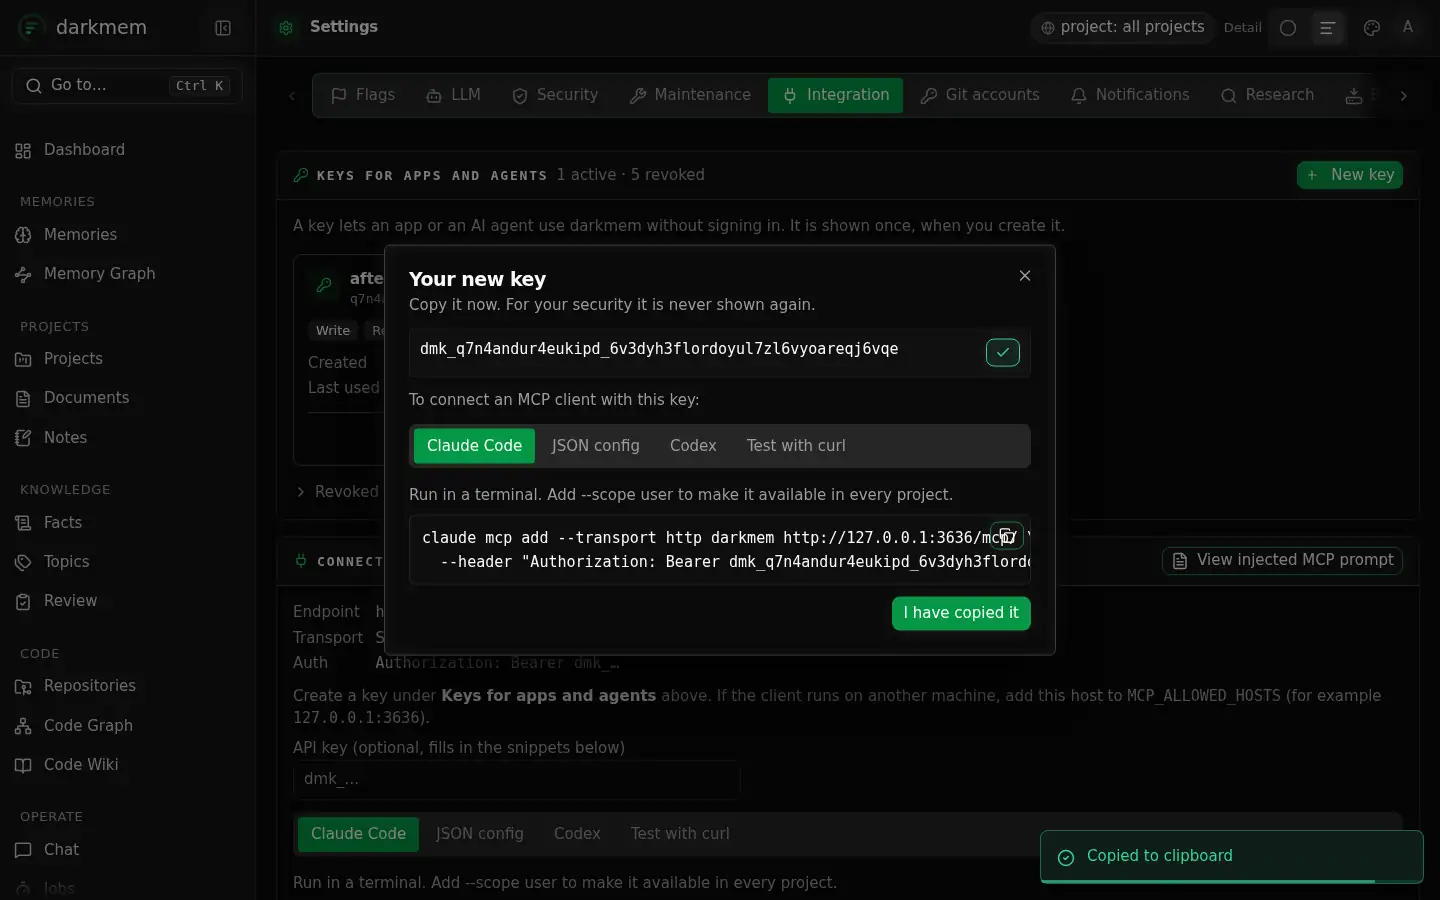 darkmem
Settings
project: all projects
Detail
A
Go to...
Ctrl K
Flags
LLM
Security
Maintenance
Integration
Git accounts
Notifications
Research
Dashboard
MEMORIES
Memories
Memory Graph
PROJECTS
Projects
Documents
Notes
KNOWLEDGE
Facts
Topics
Review
CODE
Repositories
Code Graph
Code Wiki
OPERATE
Chat
Jobs
KEYS FOR APPS AND AGENTS 1 active · 5 revoked
+ New key
A key lets an app or an AI agent use darkmem without signing in. It is shown once, when you create it.
Write
Created
Last used
Revoked
Your new key
Copy it now. For your security it is never shown again.
dmk_q7n4andur4eukipd_6v3dyh3flordoyul7zl6vyoareqj6vqe
To connect an MCP client with this key:
Claude Code
JSON config
Codex
Test with curl
Run in a terminal. Add --scope user to make it available in every project.
claude mcp add --transport http darkmem http://127.0.0.1:3636/mcp/ \
--header "Authorization: Bearer dmk_q7n4andur4eukipd_6v3dyh3flordo
I have copied it
View injected MCP prompt
Endpoint
Transport
Auth Authorization: Bearer dmk_…
Create a key under Keys for apps and agents above. If the client runs on another machine, add this host to MCP_ALLOWED_HOSTS (for example
127.0.0.1:3636).
API key (optional, fills in the snippets below)
dmk_...
Claude Code
JSON config
Codex
Test with curl
Run in a terminal. Add --scope user to make it available in every project.
Copied to clipboard